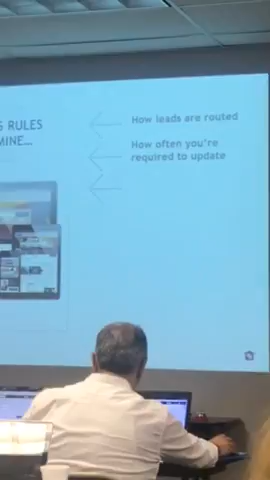 RULES
MINE...
How leads are routed
How often you're
required to update